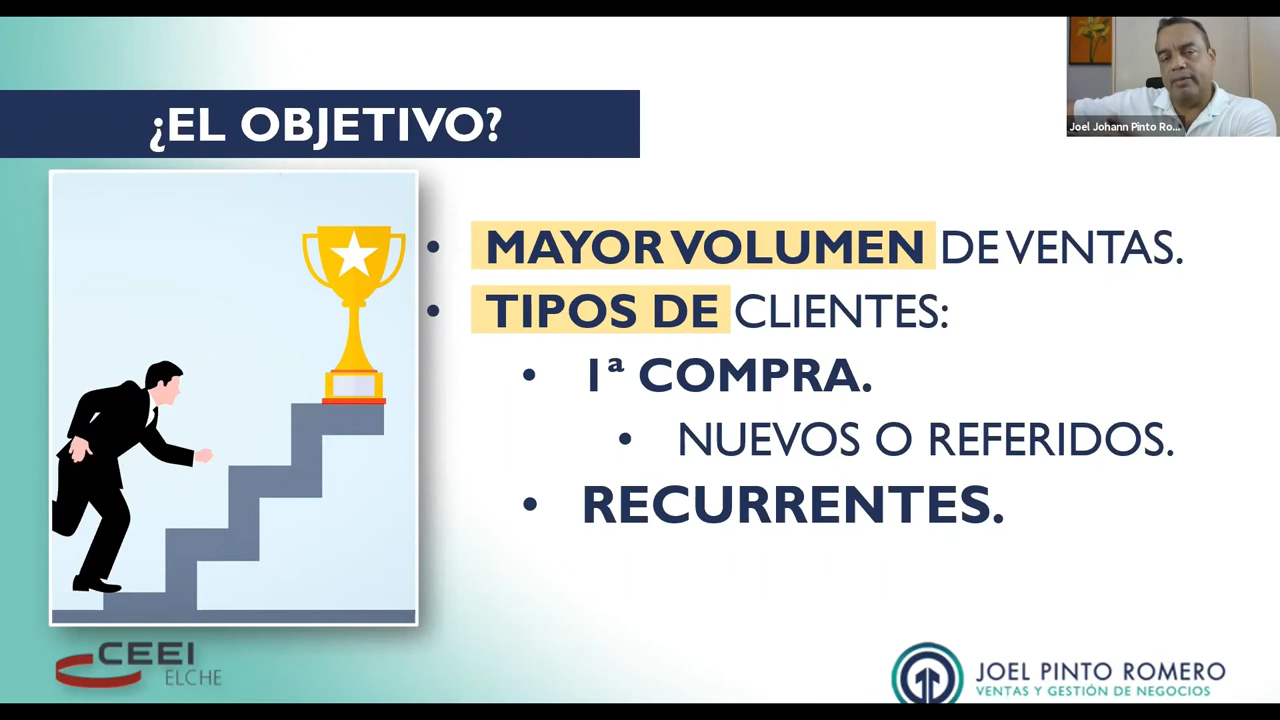 Joel Johann Pinto Ro...
¿EL OBJETIVO?
• MAYOR VOLUMEN DE VENTAS.
• TIPOS DE CLIENTES:
• 1ª COMPRA.
• NUEVOS O REFERIDOS.
• RECURRENTES.
CEEI
ELCHE
JOEL PINTO ROMERO
VENTAS Y GESTIÓN DE NEGOCIOS